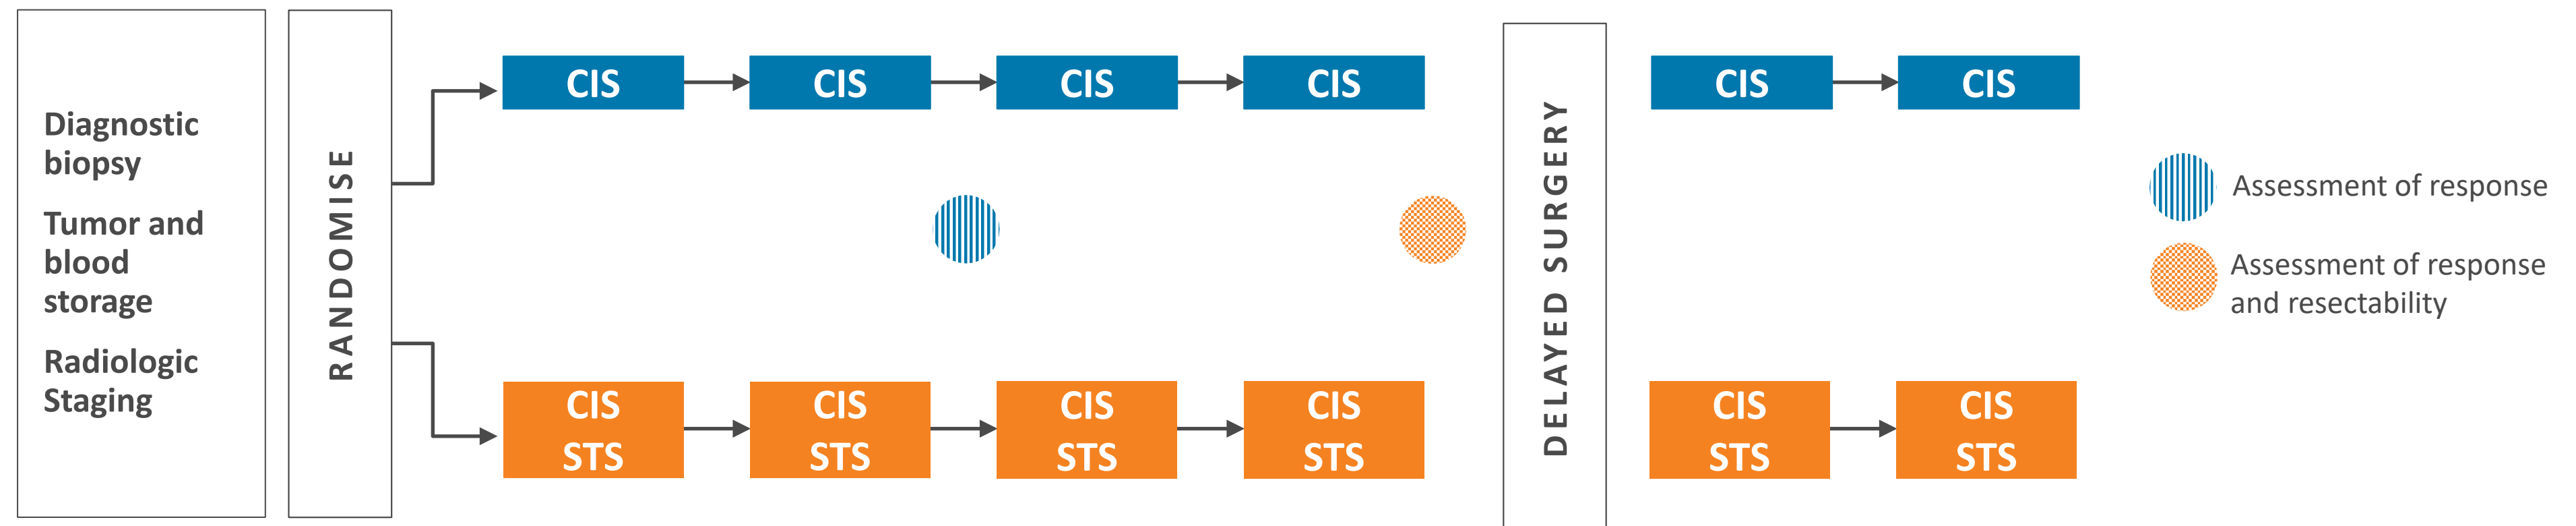 Diagnostic
biopsy
Tumor and
blood
storage
Radiologic
Staging
RANDOMISE
CIS
CIS
CIS
CIS
CIS
STS
CIS
STS
CIS
STS
CIS
STS
DELAYED SURGERY
CIS
CIS
CIS
STS
CIS
STS
Assessment of response
Assessment of response
and resectability